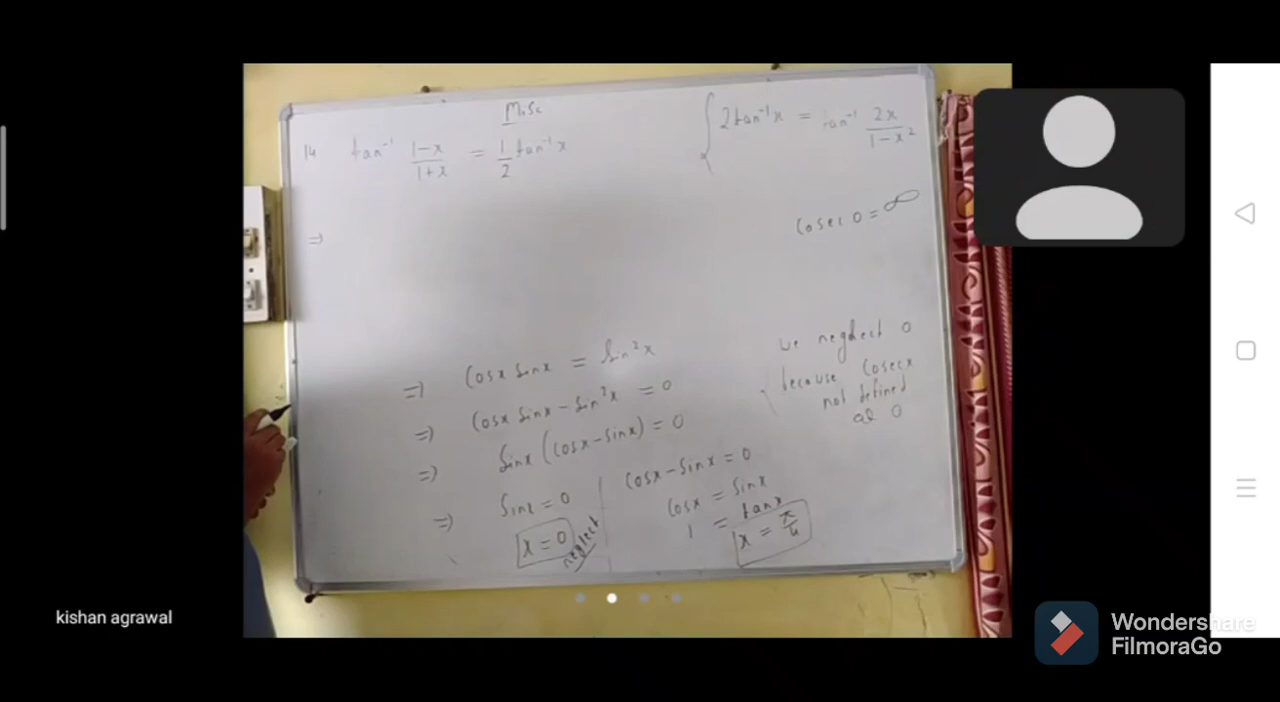 Misc
14 tan⁻¹ 1-x/1+x = 1/2 tan⁻¹ x
2tan⁻¹x = tan⁻¹ 2x/1-x²
⇒
Cosec 0 = ∞
⇒ Cosx Sinx = Sin²x
⇒ Cosx Sinx - Sin²x = 0
⇒ Sinx (Cosx - Sinx) = 0
⇒ Sinx = 0
x = 0
neglect
Cosx - Sinx = 0
Cosx = Sinx
1 = tanx
x = π/4
we neglect 0
because Cosecx
not defined
at 0
kishan agrawal
Wondershare
FilmoraGo